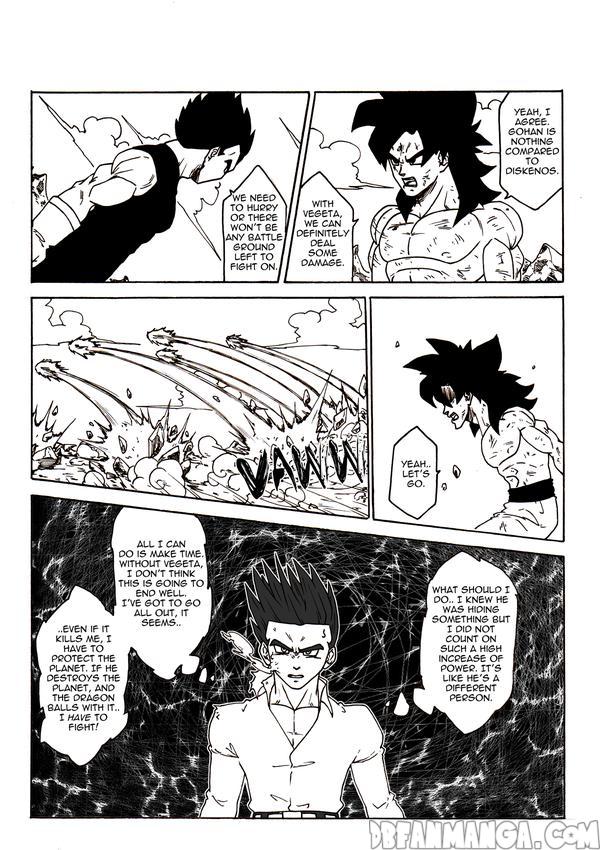 YEAH, I
AGREE.
GOHAN IS
NOTHING
COMPARED
TO
DISKENOS.
WITH
VEGETA,
WE CAN
DEFINITELY
DEAL
SOME
DAMAGE.
WE NEED
TO HURRY
OR THERE
WON'T BE
ANY BATTLE
GROUND
LEFT TO
FIGHT ON.
YEAH..
LET'S
GO.
WHAT SHOULD I
DO.. I KNEW HE
WAS HIDING
SOMETHING BUT
I DID NOT
COUNT ON
SUCH A HIGH
INCREASE OF
POWER. IT'S
LIKE HE'S A
DIFFERENT
PERSON.
ALL I CAN
DO IS MAKE TIME.
WITHOUT VEGETA,
I DON'T THINK
THIS IS GOING TO
END WELL.
I'VE GOT TO GO
ALL OUT, IT
SEEMS..
..EVEN IF IT
KILLS ME, I
HAVE TO
PROTECT THE
PLANET. IF HE
DESTROYS THE
PLANET, AND THE
DRAGON
BALLS WITH IT..
I HAVE TO
FIGHT!
DBFANMANGA.COM